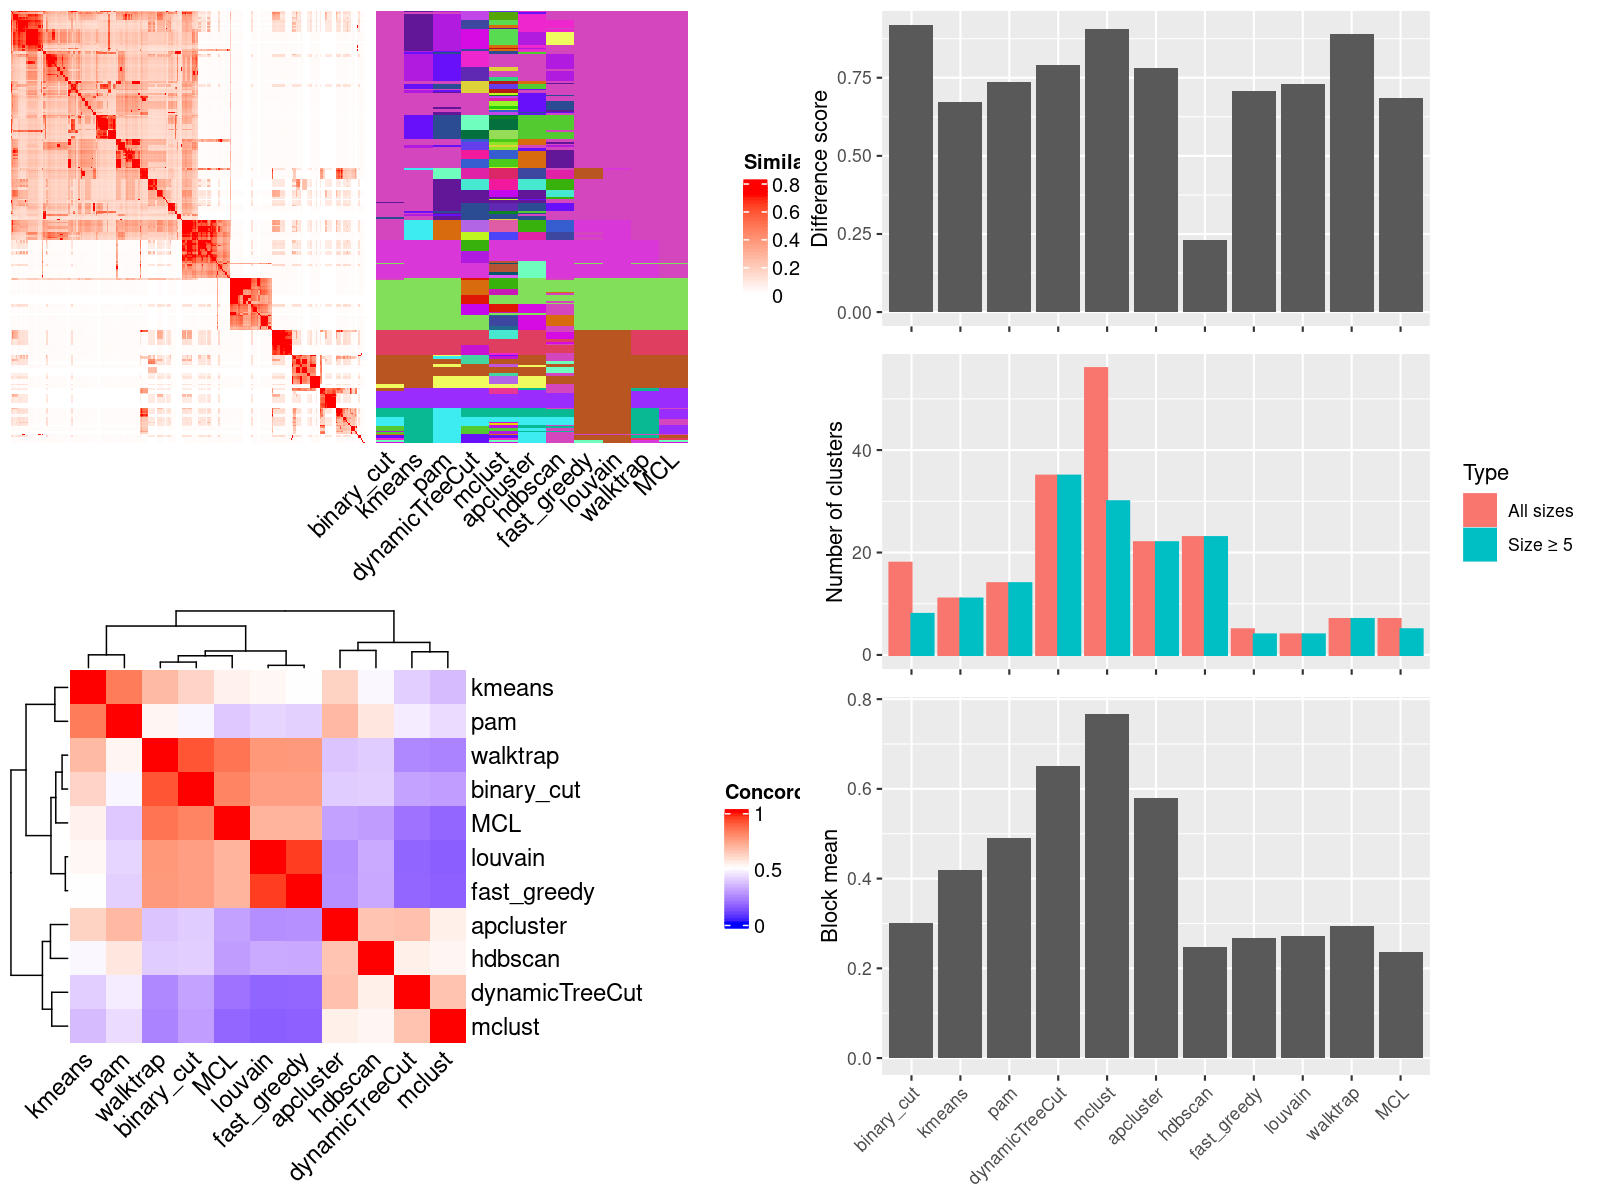 Simila
0.8
0.6
0.4
0.2
0
binary_cut
kmeans
pam
dynamicTreeCut
mclust
apcluster
hdbscan
fast_greedy
louvain
walktrap
MCL
kmeans
pam
walktrap
binary_cut
MCL
louvain
fast_greedy
apcluster
hdbscan
dynamicTreeCut
mclust
kmeans
pam
walktrap
binary_cut
MCL
louvain
fast_greedy
apcluster
hdbscan
dynamicTreeCut
mclust
Concord
1
0.5
0
Difference score
0.75
0.50
0.25
0.00
Number of clusters
40
20
0
Type
All sizes
Size ≥ 5
Block mean
0.8
0.6
0.4
0.2
0.0
binary_cut
kmeans
pam
dynamicTreeCut
mclust
apcluster
hdbscan
fast_greedy
louvain
walktrap
MCL